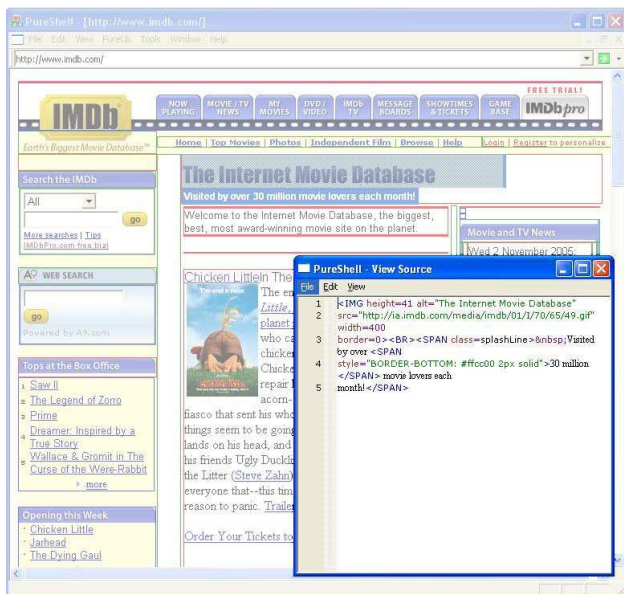 PureShell - [http://www.imdb.com/]
File Edit View PureLib Tools Window Help
http://www.imdb.com/
FREE TRIAL!
IMDb
NOW PLAYING
MOVIE / TV NEWS
MY MOVIES
DVD / VIDEO
IMDb TV
MESSAGE BOARDS
SHOWTIMES & TICKETS
GAME BASE
IMDbpro
Earth's Biggest Movie Database™
Home | Top Movies | Photos | Independent Film | Browse | Help
Login | Register to personalize
Search the IMDb
All
go
More searches | Tips
IMDbPro.com free trial
A9 WEB SEARCH
go
Powered by A9.com
Tops at the Box Office
1 Saw II
2 The Legend of Zorro
3 Prime
4 Dreamer: Inspired by a
True Story
5 Wallace & Gromit in The
Curse of the Were-Rabbit
more
Opening this Week
· Chicken Little
· Jarhead
· The Dying Gaul
The Internet Movie Database
Visited by over 30 million movie lovers each month!
Welcome to the Internet Movie Database, the biggest,
best, most award-winning movie site on the planet.
Movie and TV News
Wed 2 November 2005:
Chicken LittleIn The
The en
Little,
planet
who ca
chicke
Chicke
repair
acorn-
fiasco that sent his who
things seem to be going
lands on his head, and
his friends Ugly Duckli
the Litter (Steve Zahn)
everyone that--this tim
reason to panic. Traile
Order Your Tickets to
PureShell - View Source
File Edit View
1 <IMG height=41 alt="The Internet Movie Database"
2 src="http://ia.imdb.com/media/imdb/01/I/70/65/49.gif"
width=400
3 border=0><BR><SPAN class=splashLine>&nbsp;Visited
by over <SPAN
4 style="BORDER-BOTTOM: #ffcc00 2px solid">30 million
</SPAN> movie lovers each
5 month!</SPAN>